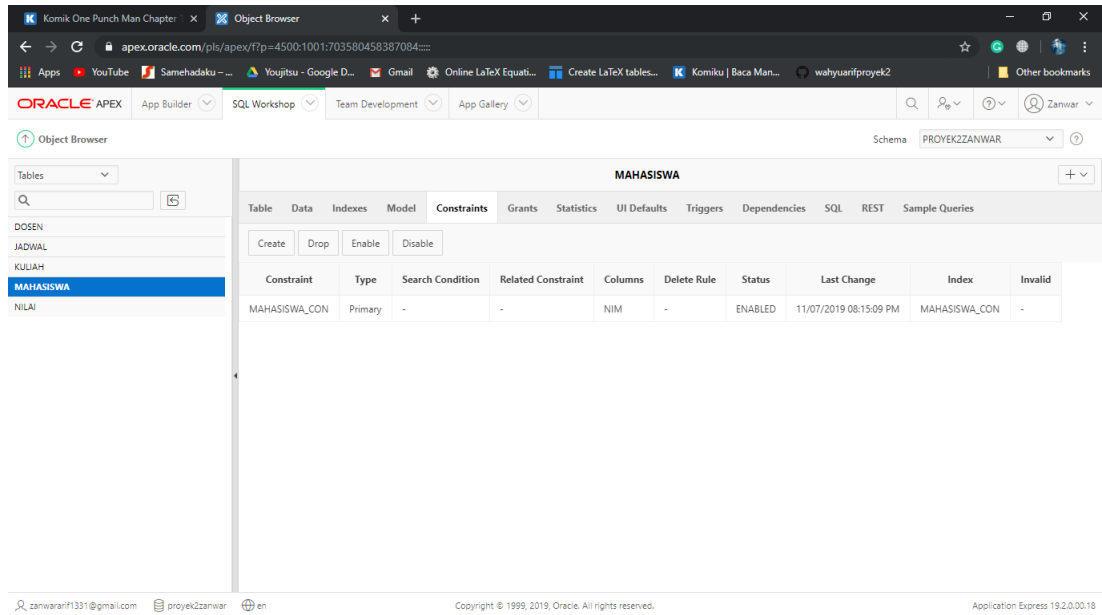 Komik One Punch Man Chapter
Object Browser
apex.oracle.com/pls/apex/f?p=4500:1001:703580458387084:::::
Apps YouTube Samehadaku – ... Youjitsu - Google D... Gmail Online LaTeX Equati... Create LaTeX tables... Komiku | Baca Man... wahyuarifproyek2 Other bookmarks
ORACLE APEX App Builder SQL Workshop Team Development App Gallery Zanwar
Object Browser Schema PROYEK2ZANWAR
Tables MAHASISWA
Table Data Indexes Model Constraints Grants Statistics UI Defaults Triggers Dependencies SQL REST Sample Queries
DOSEN
JADWAL
KULIAH
MAHASISWA
NILAI
Create Drop Enable Disable
Constraint Type Search Condition Related Constraint Columns Delete Rule Status Last Change Index Invalid
MAHASISWA_CON Primary - - NIM - ENABLED 11/07/2019 08:15:09 PM MAHASISWA_CON -
zanwararif1331@gmail.com proyek2zanwar en Copyright © 1999, 2019, Oracle. All rights reserved. Application Express 19.2.0.00.18